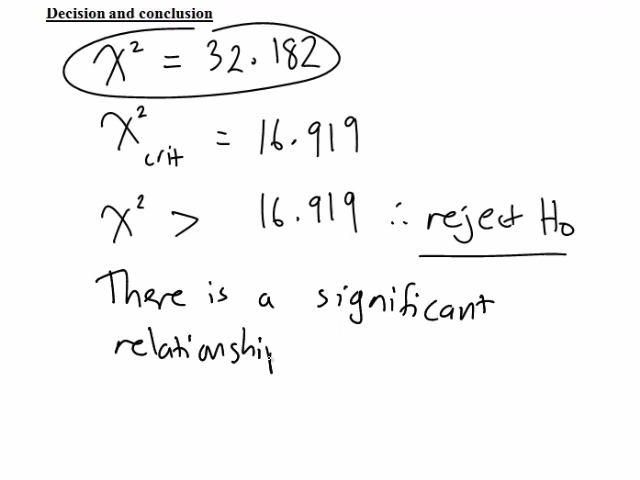 Decision and conclusion
χ² = 32.182
χ²crit = 16.919
χ² > 16.919 ∴ reject H₀
There is a significant
relationship